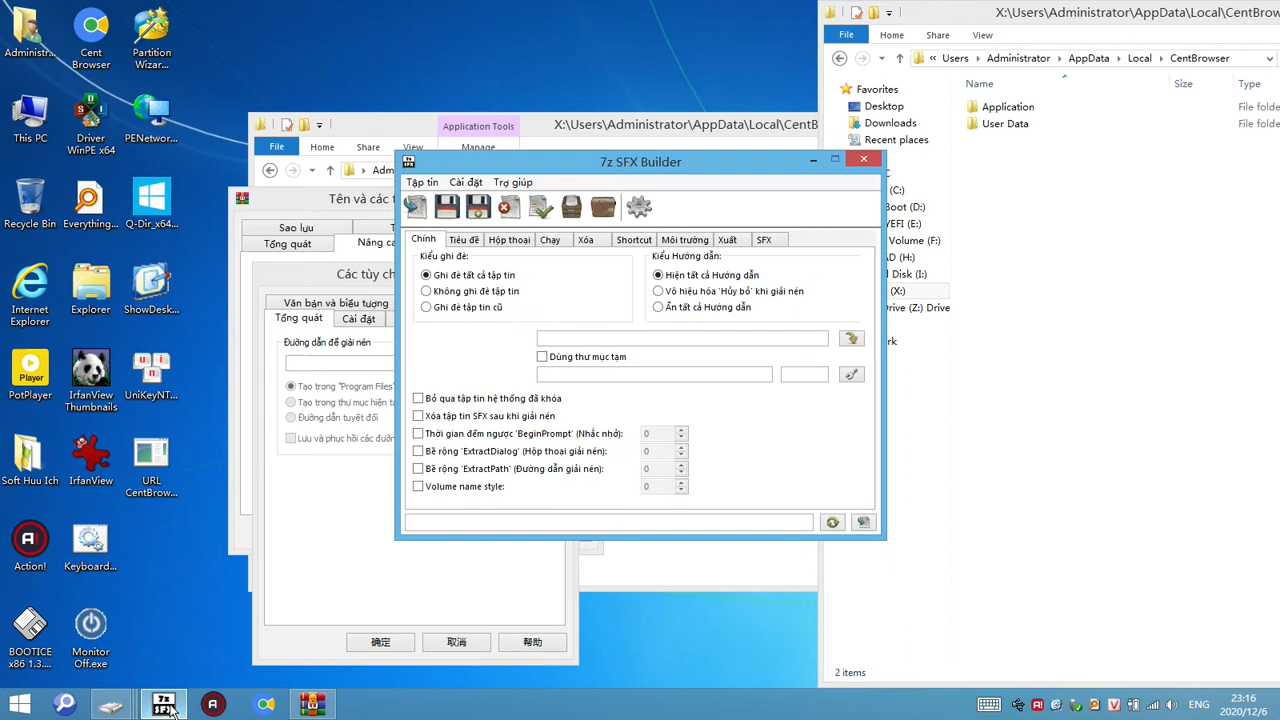 Administr...
Cent
Browser
Partition
Wizar...
This PC
Driver
WinPE x64
PENetwor...
Recycle Bin
Everything...
Q-Dir_x64...
Internet
Explorer
Explorer
ShowDesk...
PotPlayer
IrfanView
Thumbnails
UniKeyNT...
Soft Huu Ich
IrfanView
URL
CentBrow...
Action!
Keyboard...
BOOTICE
x86 1.3....
Monitor
Off.exe
X:\Users\Administrator\AppData\Local\CentBrow
File
Home
Share
View
« Users
Administrator
AppData
Local
CentBrowser
Favorites
Desktop
Downloads
Recent places
Name
Size
Type
Application
File folde
User Data
File folde
(C:)
Boot (D:)
YEFI (E:)
Volume (F:)
AD (H:)
Disk (I:)
(X:)
Drive (Z:) Drive
rk
2 items
Application Tools
X:\Users\Administrator\AppData\Local\CentB
File
Home
Share
View
Manage
« Adm
Tên và các t
Sao lưu
Tổng quát
Nâng ca
Các tùy ch
Văn bản và biểu tượng
Tổng quát
Cài đặt
Đường dẫn để giải nén
Tạo trong "Program Files"
Tạo trong thư mục hiện tạ
Đường dẫn tuyệt đối
Lưu và phục hồi các đườn
确定
取消
帮助
7z SFX Builder
Tập tin
Cài đặt
Trợ giúp
Chính
Tiêu đề
Hộp thoại
Chạy
Xóa
Shortcut
Môi trường
Xuất
SFX
Kiểu ghi đè:
Ghi đè tất cả tập tin
Không ghi đè tập tin
Ghi đè tập tin cũ
Kiểu Hướng dẫn:
Hiện tất cả Hướng dẫn
Vô hiệu hóa 'Hủy bỏ' khi giải nén
Ẩn tất cả Hướng dẫn
Dùng thư mục tạm
Bỏ qua tập tin hệ thống đã khóa
Xóa tập tin SFX sau khi giải nén
Thời gian đếm ngược 'BeginPrompt' (Nhắc nhở):
0
Bề rộng 'ExtractDialog' (Hộp thoại giải nén):
0
Bề rộng 'ExtractPath' (Đường dẫn giải nén):
0
Volume name style:
0
ENG
23:16
2020/12/6